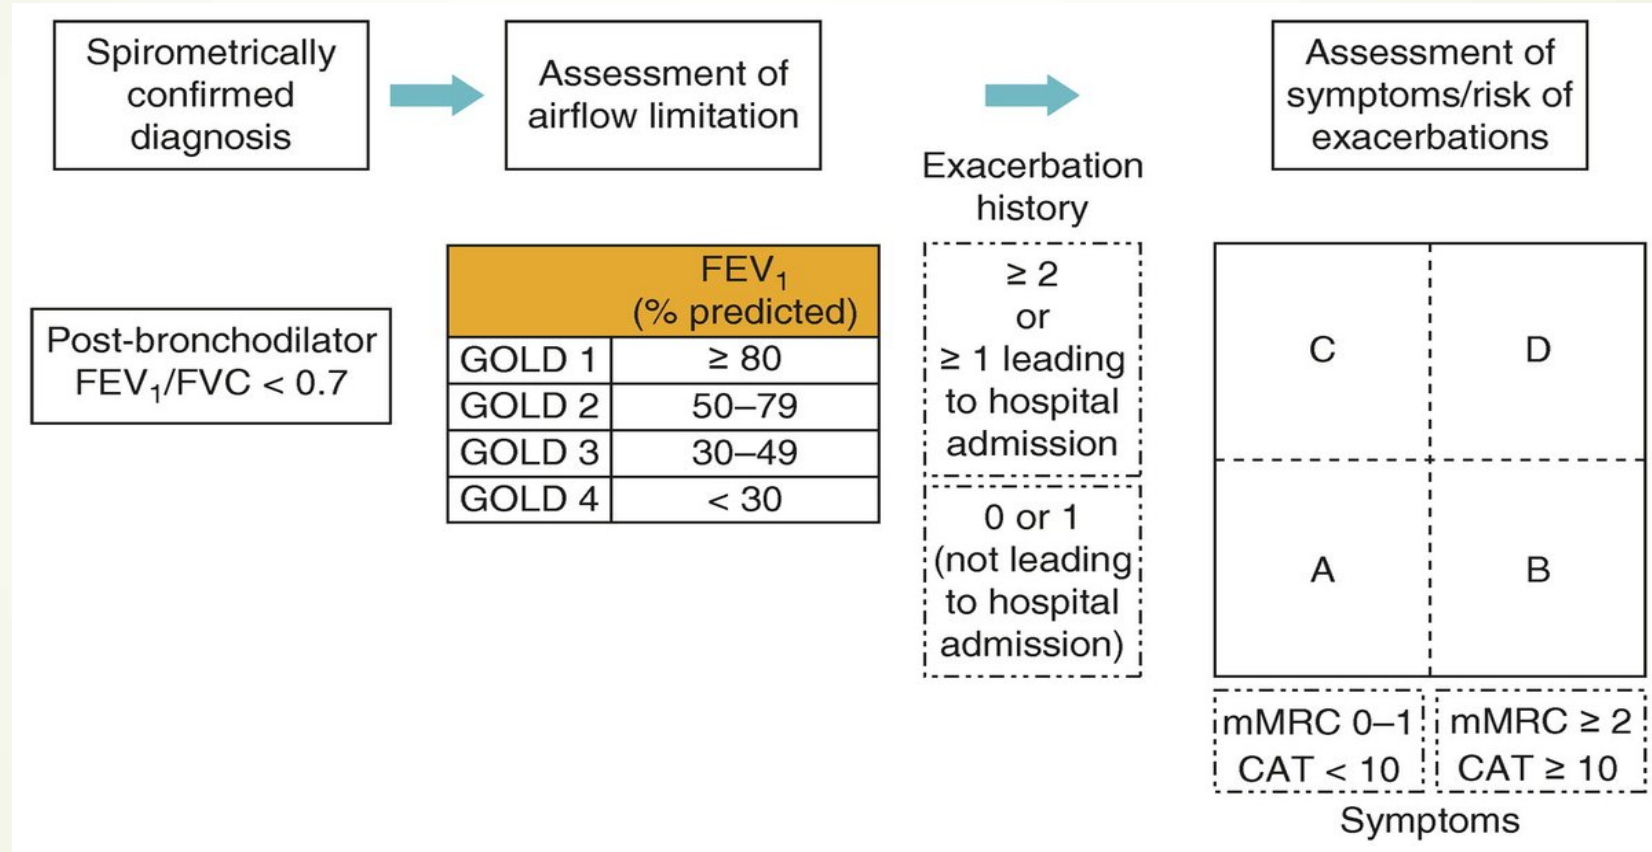 Spirometrically
confirmed
diagnosis
Assessment of
airflow limitation
Assessment of
symptoms/risk of
exacerbations
Post-bronchodilator
FEV₁/FVC < 0.7
FEV₁
(% predicted)
GOLD 1 ≥ 80
GOLD 2 50–79
GOLD 3 30–49
GOLD 4 < 30
Exacerbation
history
≥ 2
or
≥ 1 leading
to hospital
admission
0 or 1
(not leading
to hospital
admission)
C D
A B
mMRC 0–1
CAT < 10
mMRC ≥ 2
CAT ≥ 10
Symptoms